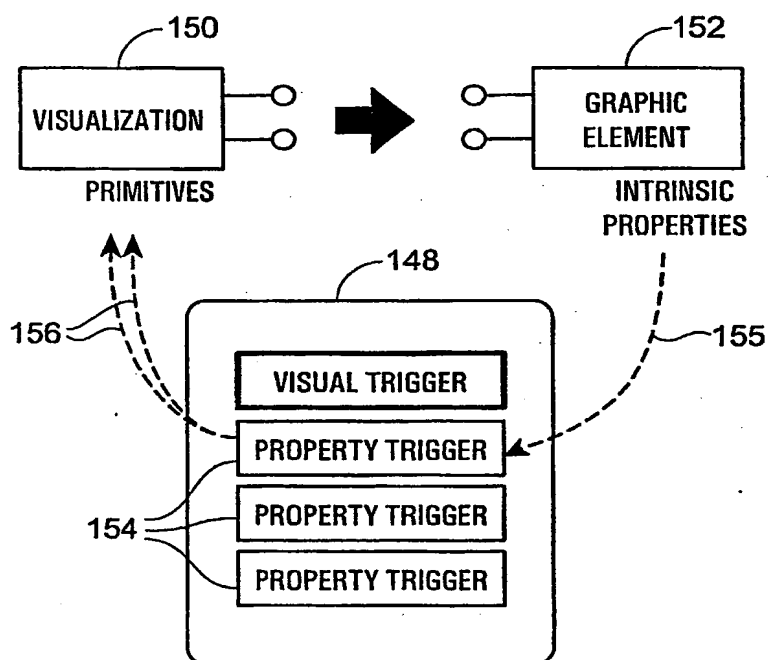 150
152
VISUALIZATION
GRAPHIC
ELEMENT
PRIMITIVES
INTRINSIC
PROPERTIES
148
156
155
VISUAL TRIGGER
PROPERTY TRIGGER
154
PROPERTY TRIGGER
PROPERTY TRIGGER